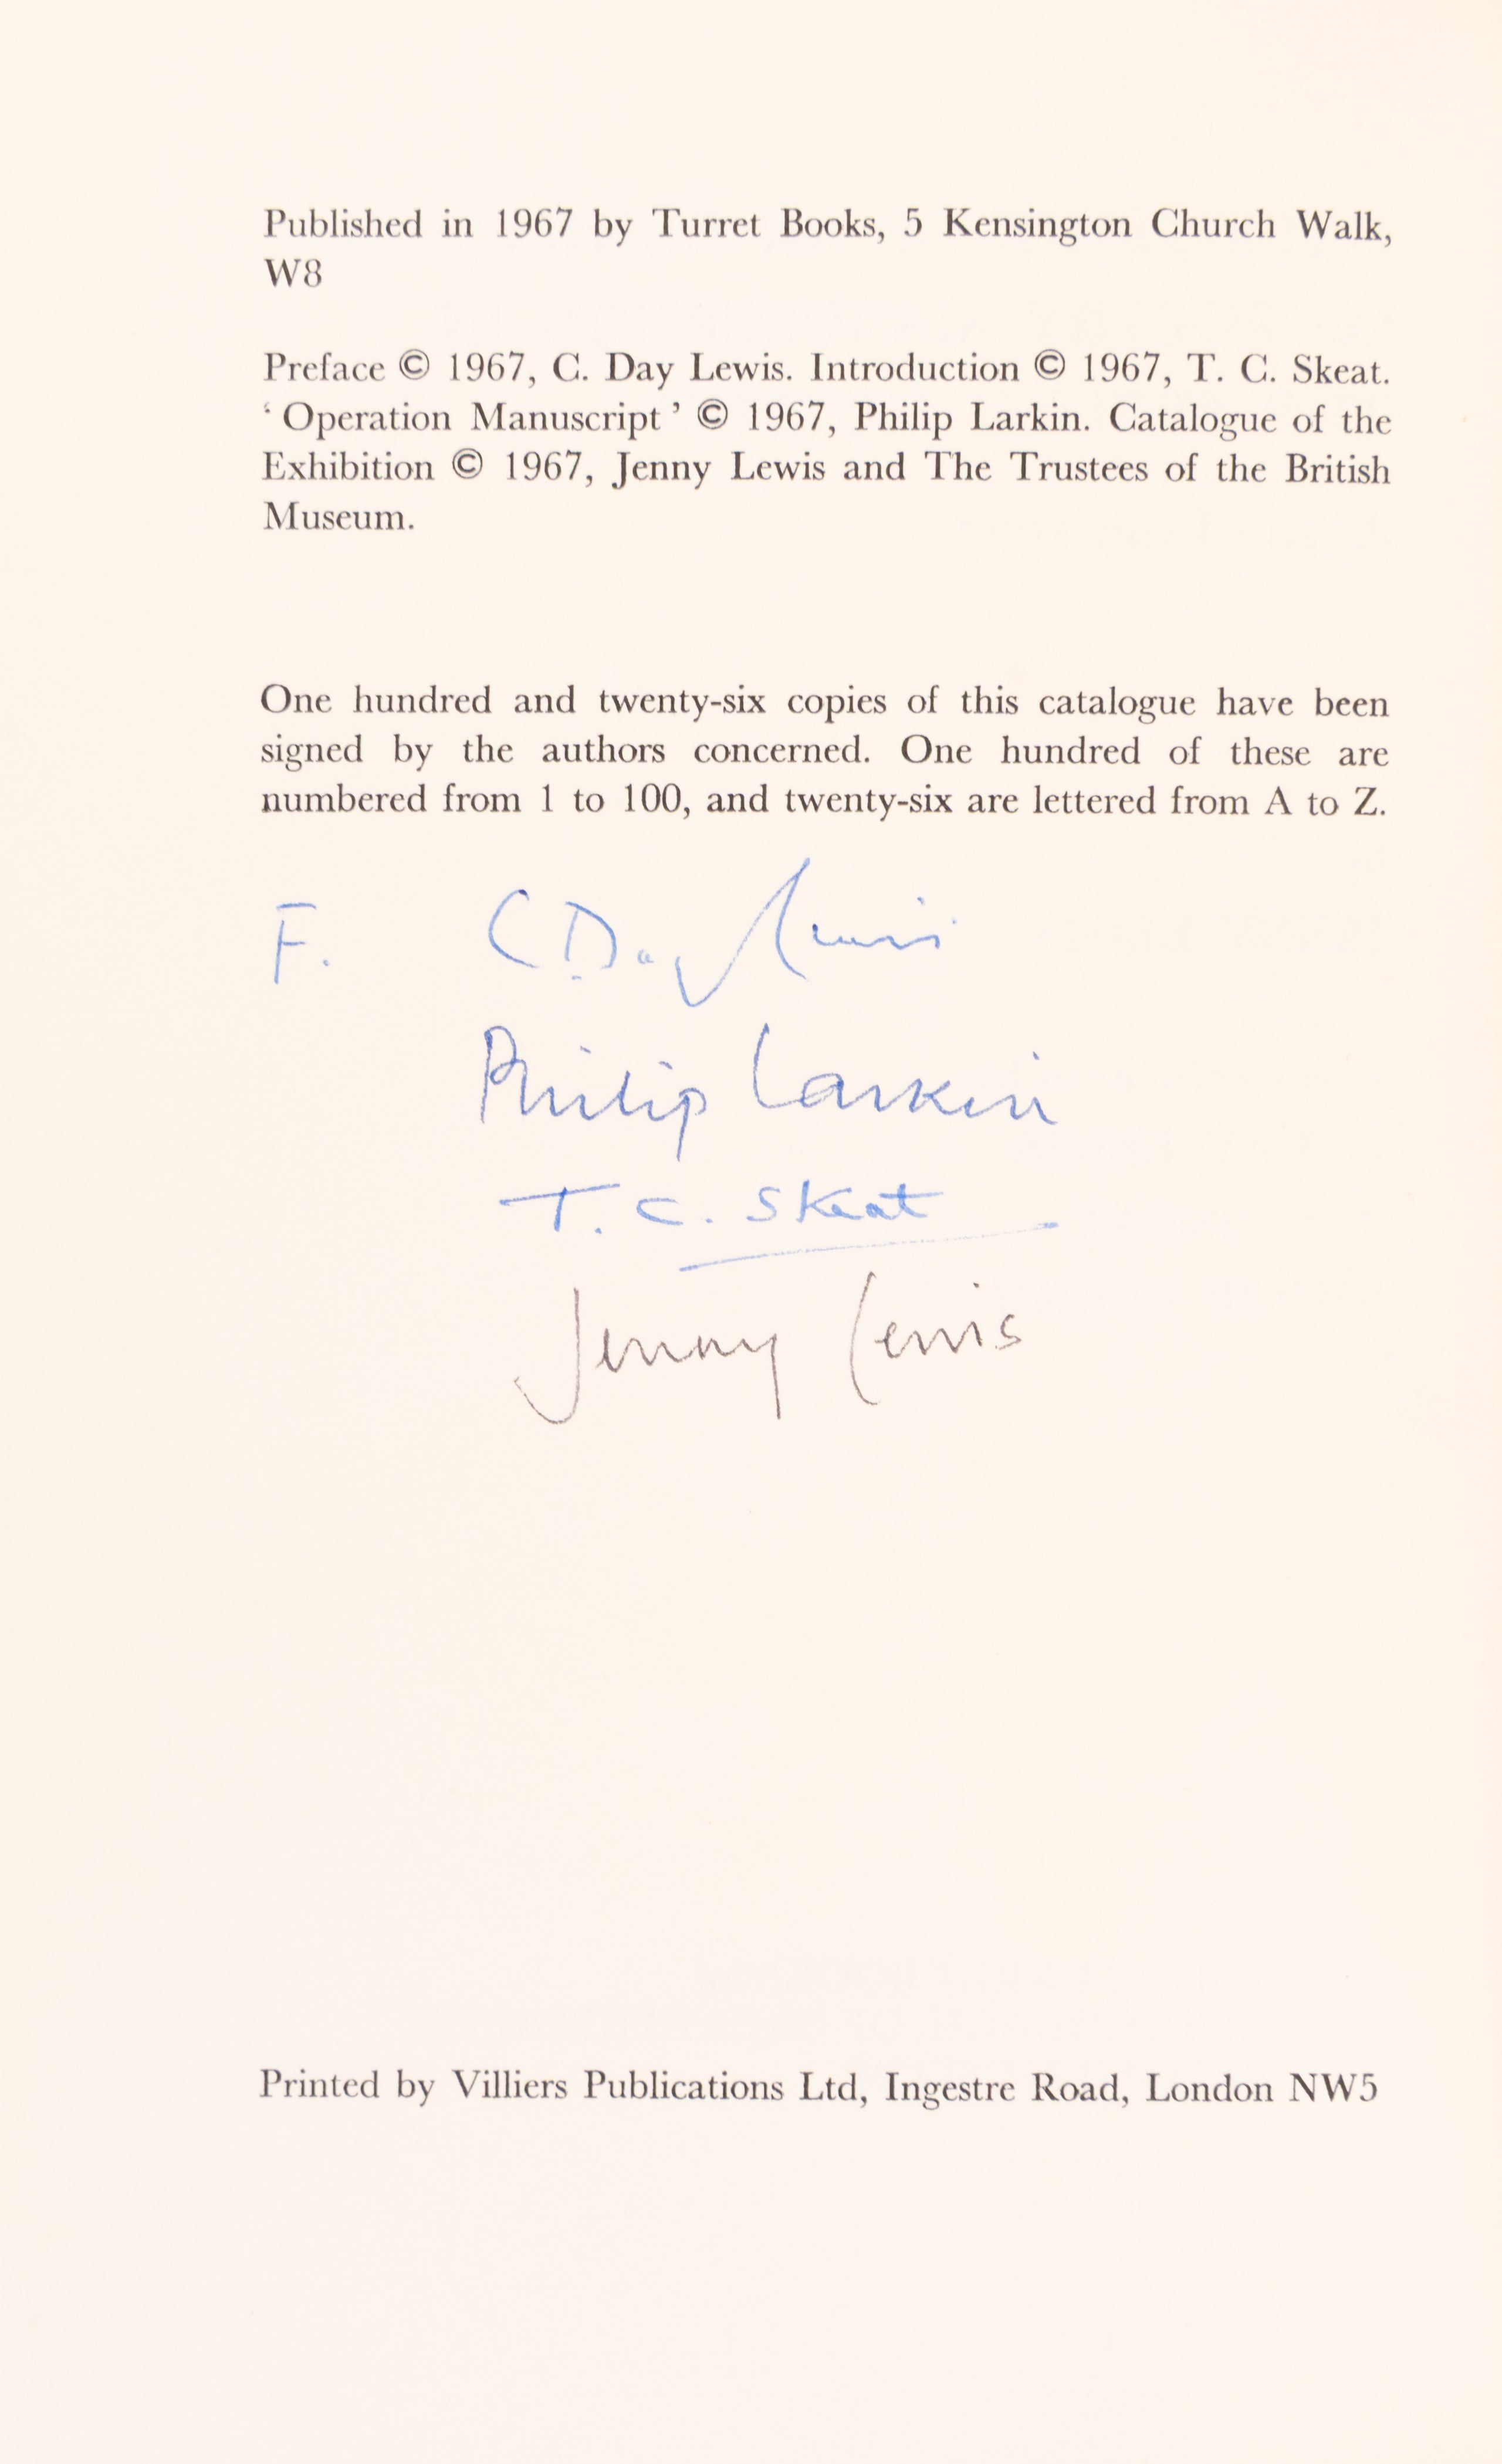 Published in 1967 by Turret Books, 5 Kensington Church Walk,
W8
Preface © 1967, C. Day Lewis. Introduction © 1967, T. C. Skeat.
‘ Operation Manuscript ’ © 1967, Philip Larkin. Catalogue of the
Exhibition © 1967, Jenny Lewis and The Trustees of the British
Museum.
One hundred and twenty-six copies of this catalogue have been
signed by the authors concerned. One hundred of these are
numbered from 1 to 100, and twenty-six are lettered from A to Z.
F. C. Day Lewis
Philip Larkin
T. C. Skeat
Jenny Lewis
Printed by Villiers Publications Ltd, Ingestre Road, London NW5